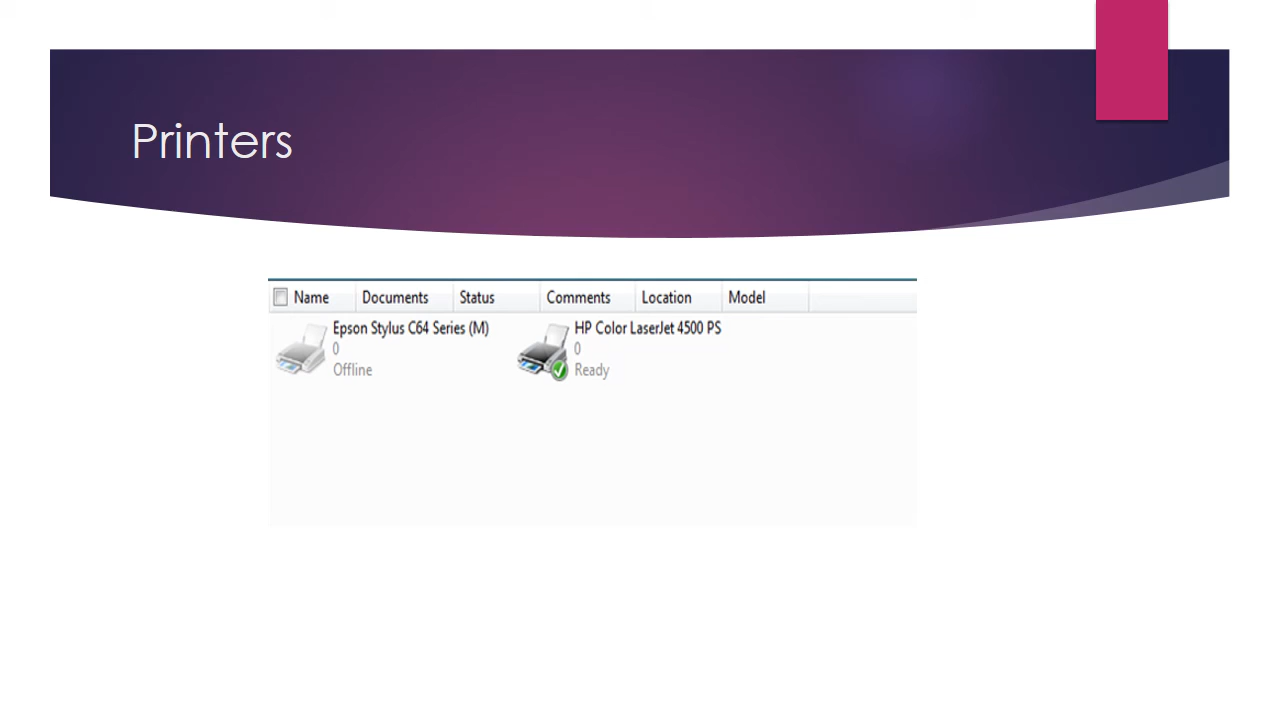 Printers
Name Documents Status Comments Location Model
Epson Stylus C64 Series (M)
0
Offline
HP Color LaserJet 4500 PS
0
Ready